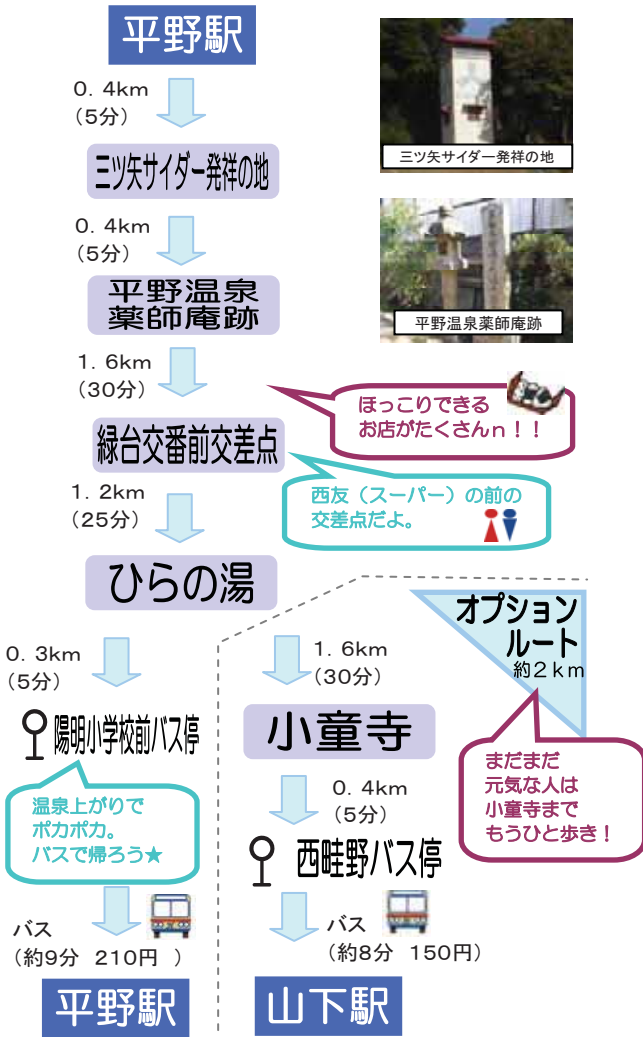 平野駅
0. 4km
(5分)
三ツ矢サイダー発祥の地
三ツ矢サイダー発祥の地
0. 4km
(5分)
平野温泉
薬師庵跡
平野温泉薬師庵跡
1. 6km
(30分)
ほっこりできる
お店がたくさんn！！
緑台交番前交差点
西友（スーパー）の前の
交差点だよ。
1. 2km
(25分)
ひらの湯
オプション
ルート
約2km
0. 3km
(5分)
陽明小学校前バス停
温泉上がりで
ポカポカ。
バスで帰ろう★
バス
(約9分 210円 )
平野駅
1. 6km
(30分)
小童寺
まだまだ
元気な人は
小童寺まで
もうひと歩き！
0. 4km
(5分)
西畦野バス停
バス
(約8分 150円)
山下駅